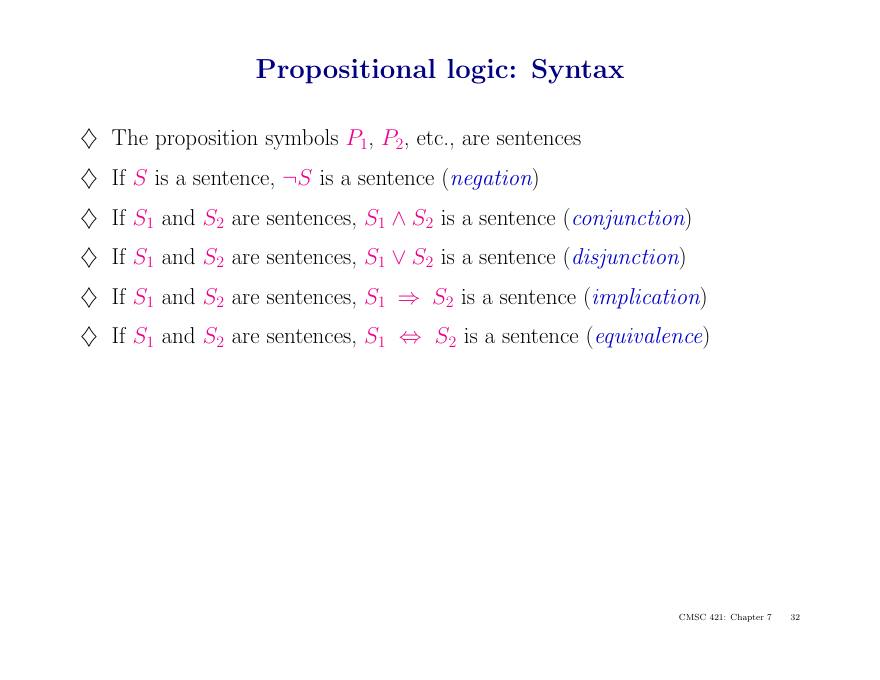 Propositional logic: Syntax
♢ The proposition symbols P₁, P₂, etc., are sentences
♢ If S is a sentence, ¬S is a sentence (negation)
♢ If S₁ and S₂ are sentences, S₁ ∧ S₂ is a sentence (conjunction)
♢ If S₁ and S₂ are sentences, S₁ ∨ S₂ is a sentence (disjunction)
♢ If S₁ and S₂ are sentences, S₁ ⇒ S₂ is a sentence (implication)
♢ If S₁ and S₂ are sentences, S₁ ⇔ S₂ is a sentence (equivalence)
CMSC 421: Chapter 7 32